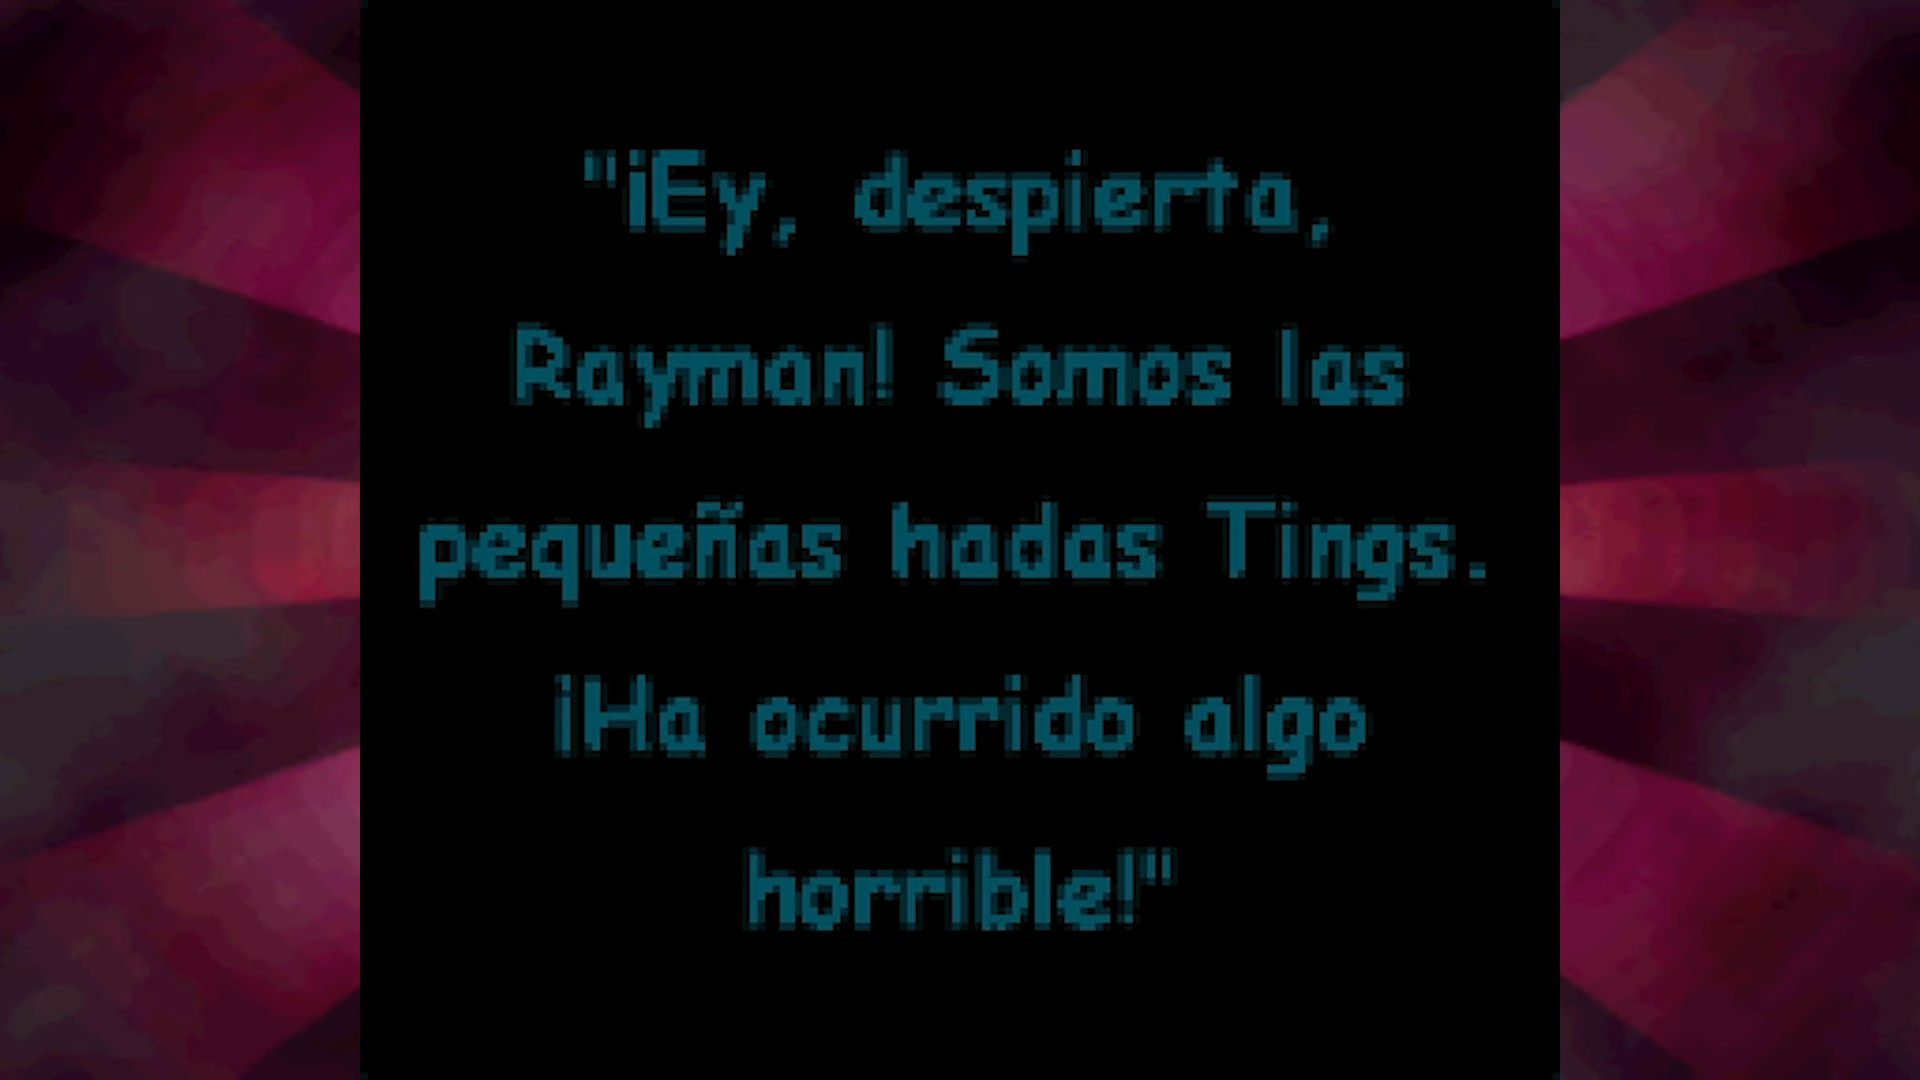 "¡Ey, despierta,
Rayman! Somos las
pequeñas hadas Tings.
¡Ha ocurrido algo
horrible!"